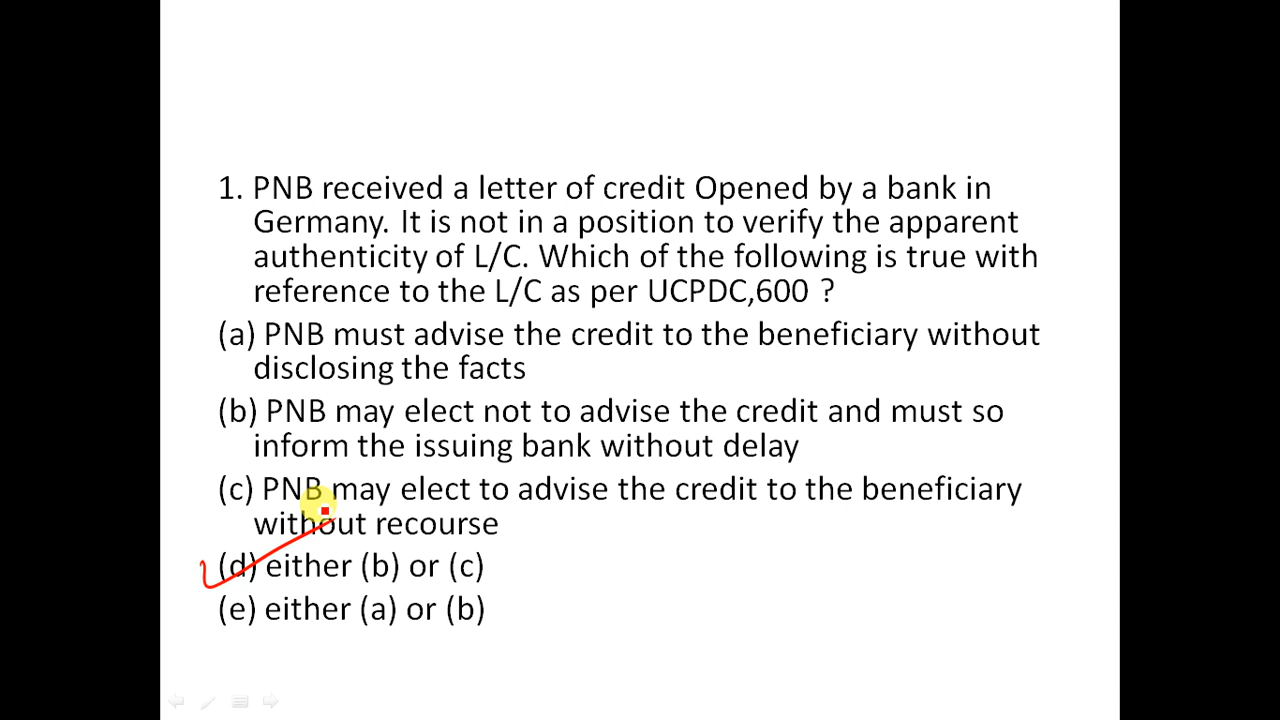 1. PNB received a letter of credit Opened by a bank in
Germany. It is not in a position to verify the apparent
authenticity of L/C. Which of the following is true with
reference to the L/C as per UCPDC,600 ?
(a) PNB must advise the credit to the beneficiary without
disclosing the facts
(b) PNB may elect not to advise the credit and must so
inform the issuing bank without delay
(c) PNB may elect to advise the credit to the beneficiary
without recourse
(d) either (b) or (c)
(e) either (a) or (b)